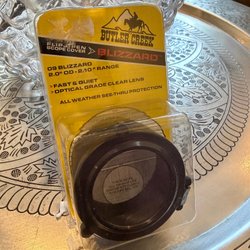 BUTLER CREEK
FLIP-OPEN
SCOPE COVER
BLIZZARD
09 BLIZZARD
2.0" OD • 2.10" RANGE
• FAST & QUIET
• OPTICAL GRADE CLEAR LENS
ALL WEATHER SEE-THRU PROTECTION